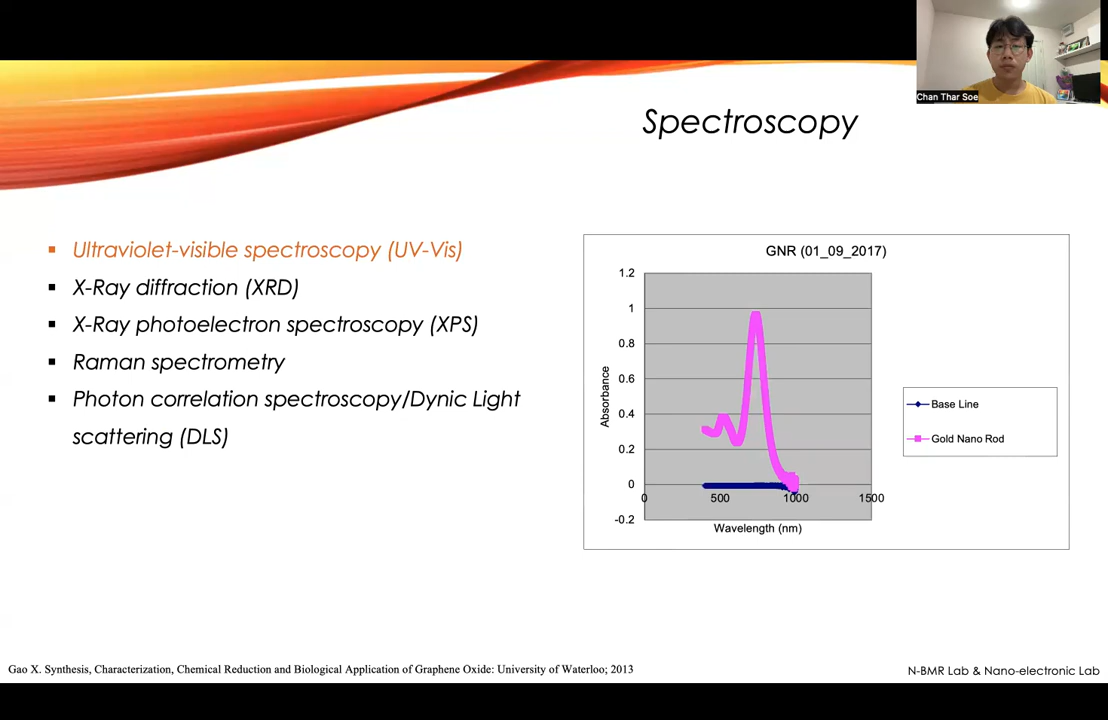 Chan Thar Soe
Spectroscopy
Ultraviolet-visible spectroscopy (UV-Vis)
X-Ray diffraction (XRD)
X-Ray photoelectron spectroscopy (XPS)
Raman spectrometry
Photon correlation spectroscopy/Dynic Light
scattering (DLS)
GNR (01_09_2017)
1.2
1
0.8
0.6
0.4
0.2
0
-0.2
Absorbance
0 500 1000 1500
Wavelength (nm)
Base Line
Gold Nano Rod
Gao X. Synthesis, Characterization, Chemical Reduction and Biological Application of Graphene Oxide: University of Waterloo; 2013
N-BMR Lab & Nano-electronic Lab